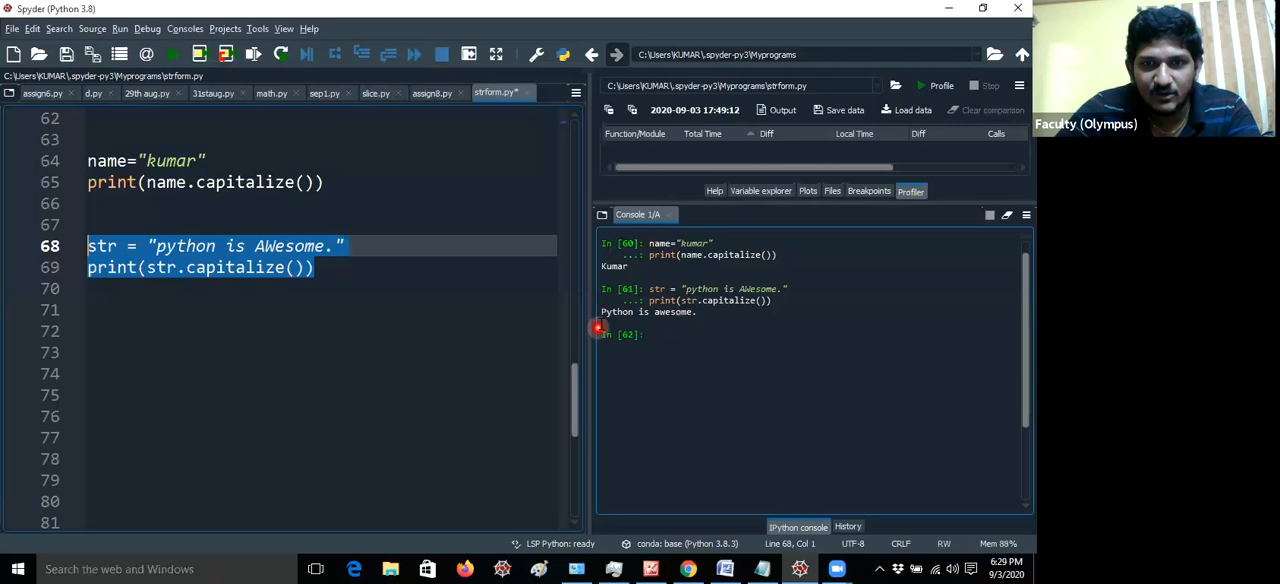 Spyder (Python 3.8)
File Edit Search Source Run Debug Consoles Projects Tools View Help
C:\Users\KUMAR\.spyder-py3\Myprograms
C:\Users\KUMAR\.spyder-py3\Myprograms\strform.py
assign6.py d.py 29th aug.py 31staug.py math.py sep1.py slice.py assign8.py strform.py*
62
63
64 name="kumar"
65 print(name.capitalize())
66
67
68 str = "python is AWesome."
69 print(str.capitalize())
70
71
72
73
74
75
76
77
78
79
80
81
C:\Users\KUMAR\.spyder-py3\Myprograms\strform.py Profile Stop
2020-09-03 17:49:12 Output Save data Load data Clear comparison
Function/Module Total Time Diff Local Time Diff Calls
Help Variable explorer Plots Files Breakpoints Profiler
Console 1/A
In [60]: name="kumar"
...: print(name.capitalize())
Kumar
In [61]: str = "python is AWesome."
...: print(str.capitalize())
Python is awesome.
In [62]:
IPython console History
LSP Python: ready conda: base (Python 3.8.3) Line 68, Col 1 UTF-8 CRLF RW Mem 88%
Search the web and Windows
6:29 PM
9/3/2020
Faculty (Olympus)